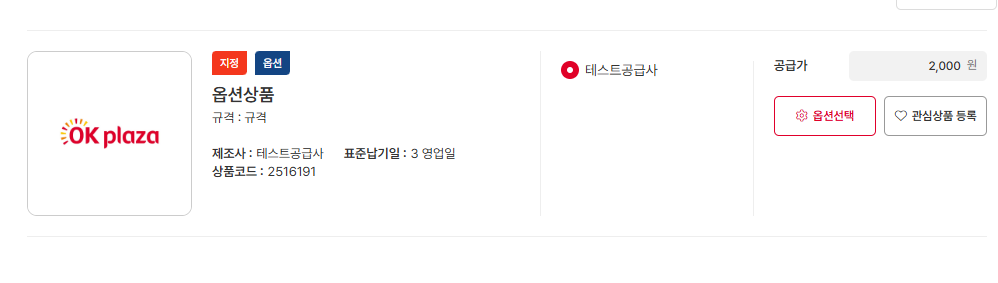 지정 옵션
옵션상품
규격 : 규격
제조사 : 테스트공급사 표준납기일 : 3 영업일
상품코드 : 2516191
OK plaza
테스트공급사
공급가 2,000 원
옵션선택 관심상품 등록